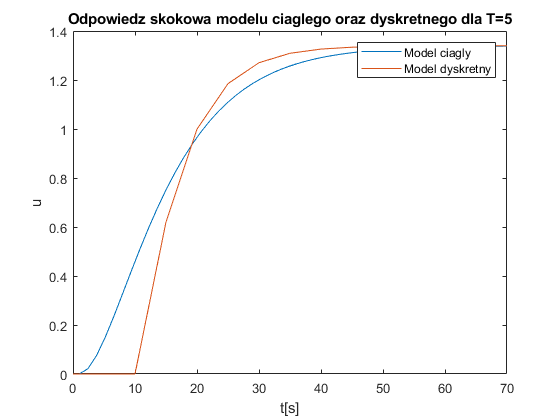 Odpowiedz skokowa modelu ciaglego oraz dyskretnego dla T=5
1.4
1.2
1
0.8
0.6
0.4
0.2
0
u
Model ciagly
Model dyskretny
0 10 20 30 40 50 60 70
t[s]